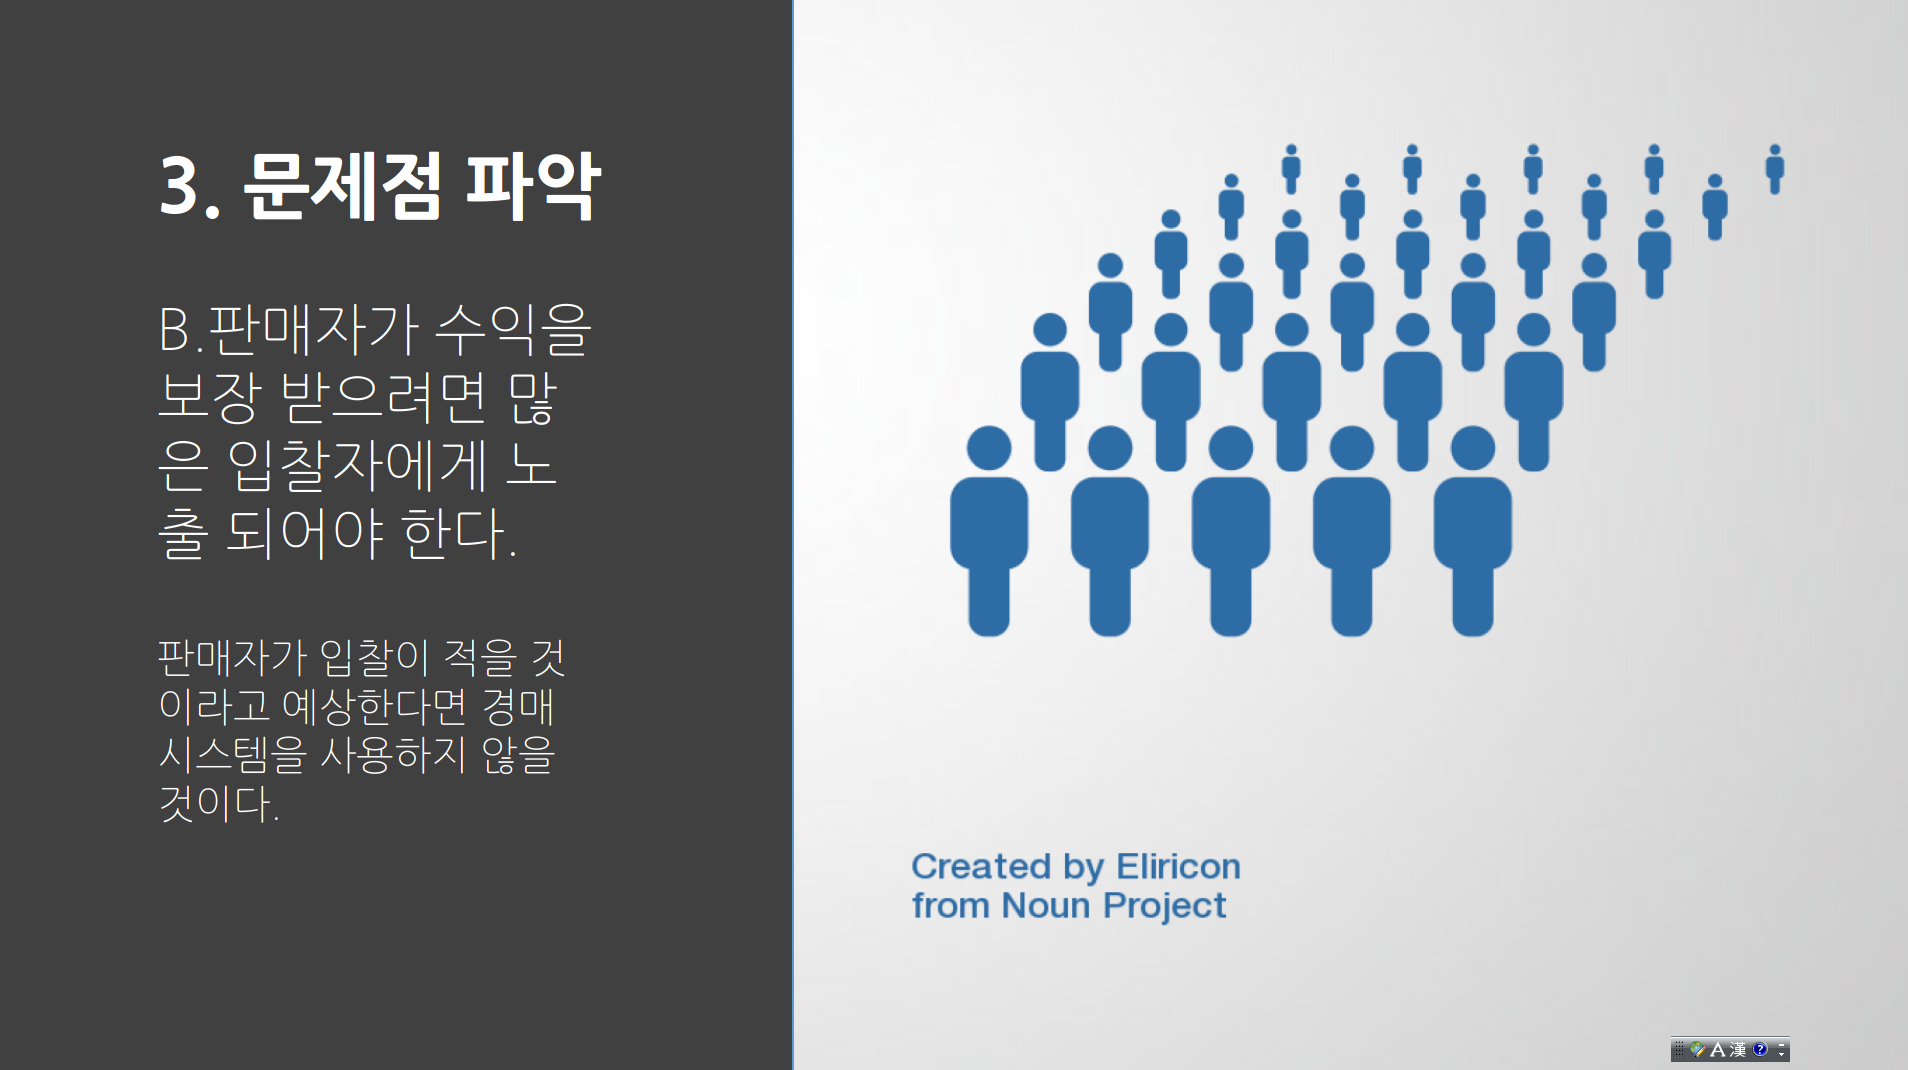 3. 문제점 파악
B.판매자가 수익을
보장 받으려면 많
은 입찰자에게 노
출 되어야 한다.
판매자가 입찰이 적을 것
이라고 예상한다면 경매
시스템을 사용하지 않을
것이다.
Created by Eliricon
from Noun Project
A 漢 ?